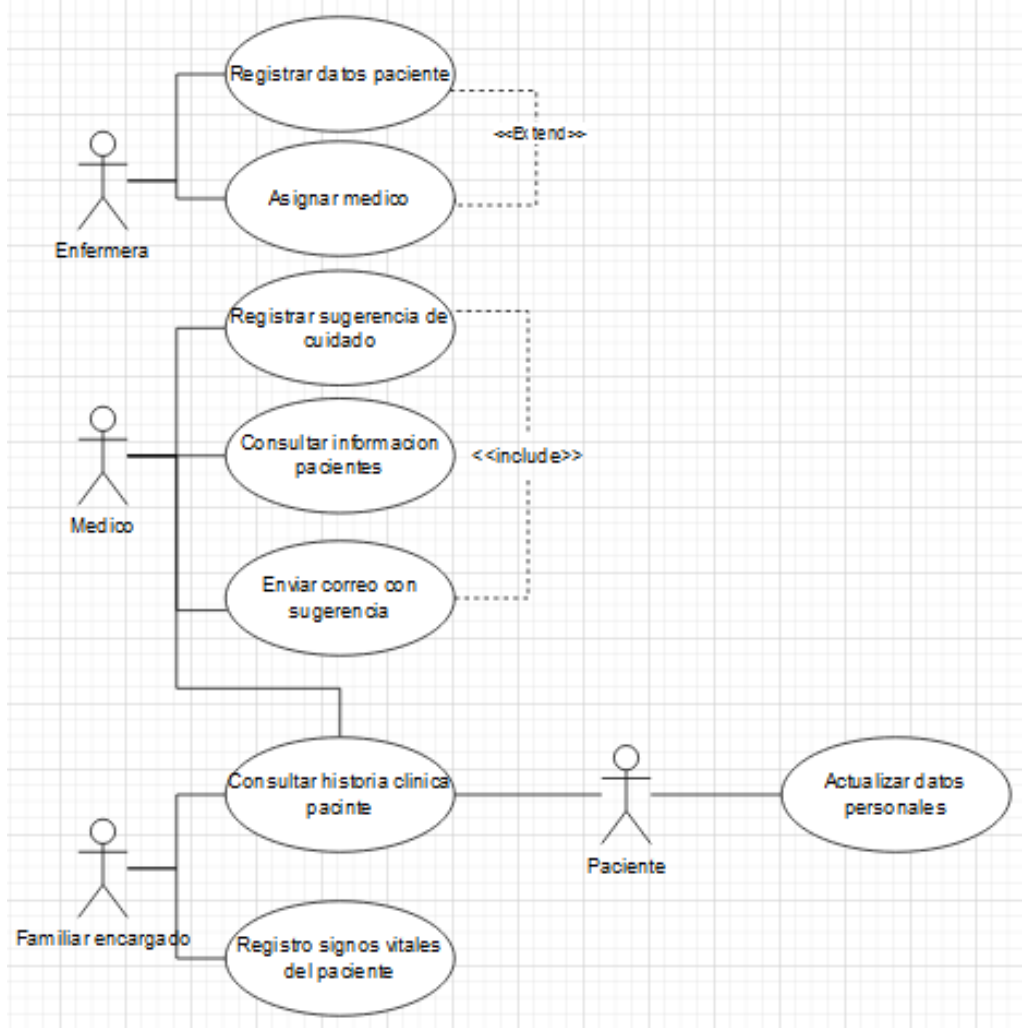 Registrar datos paciente
<<Extend>>
Asignar medico
Enfermera
Registrar sugerencia de
cuidado
Consultar informacion
pacientes
<<include>>
Medico
Enviar correo con
sugerencia
Consultar historia clinica
pacinte
Actualizar datos
personales
Paciente
Familiar encargado
Registro signos vitales
del paciente